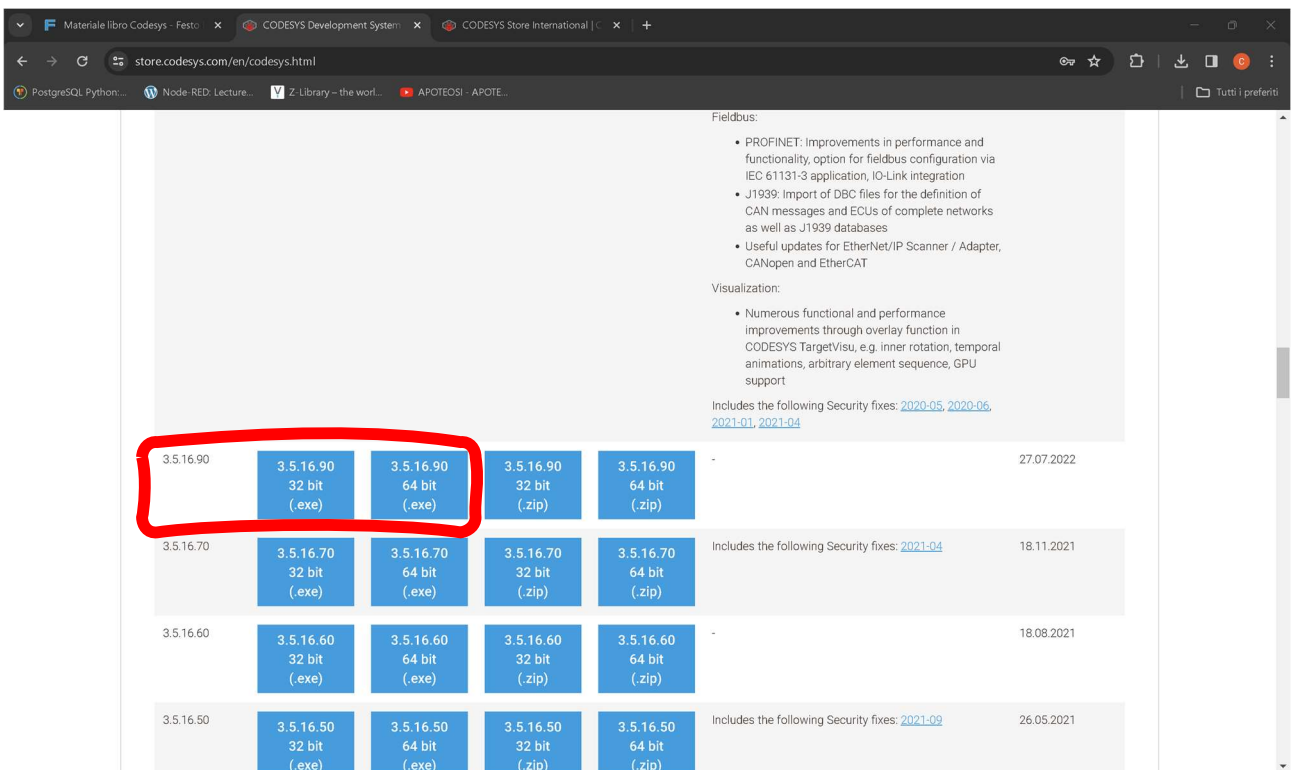 Materiale libro Codesys - Festo
CODESYS Development System
CODESYS Store International | C
store.codesys.com/en/codesys.html
C
PostgreSQL Python:...
Node-RED: Lecture...
Z-Library – the worl...
APOTEOSI - APOTE...
Tutti i preferiti
Fieldbus:
• PROFINET: Improvements in performance and
functionality, option for fieldbus configuration via
IEC 61131-3 application, IO-Link integration
• J1939: Import of DBC files for the definition of
CAN messages and ECUs of complete networks
as well as J1939 databases
• Useful updates for EtherNet/IP Scanner / Adapter,
CANopen and EtherCAT
Visualization:
• Numerous functional and performance
improvements through overlay function in
CODESYS TargetVisu, e.g. inner rotation, temporal
animations, arbitrary element sequence, GPU
support
Includes the following Security fixes: 2020-05, 2020-06,
2021-01, 2021-04
3.5.16.90
3.5.16.90
32 bit
(.exe)
3.5.16.90
64 bit
(.exe)
3.5.16.90
32 bit
(.zip)
3.5.16.90
64 bit
(.zip)
-
27.07.2022
3.5.16.70
3.5.16.70
32 bit
(.exe)
3.5.16.70
64 bit
(.exe)
3.5.16.70
32 bit
(.zip)
3.5.16.70
64 bit
(.zip)
Includes the following Security fixes: 2021-04
18.11.2021
3.5.16.60
3.5.16.60
32 bit
(.exe)
3.5.16.60
64 bit
(.exe)
3.5.16.60
32 bit
(.zip)
3.5.16.60
64 bit
(.zip)
-
18.08.2021
3.5.16.50
3.5.16.50
32 bit
(.exe)
3.5.16.50
64 bit
(.exe)
3.5.16.50
32 bit
(.zip)
3.5.16.50
64 bit
(.zip)
Includes the following Security fixes: 2021-09
26.05.2021